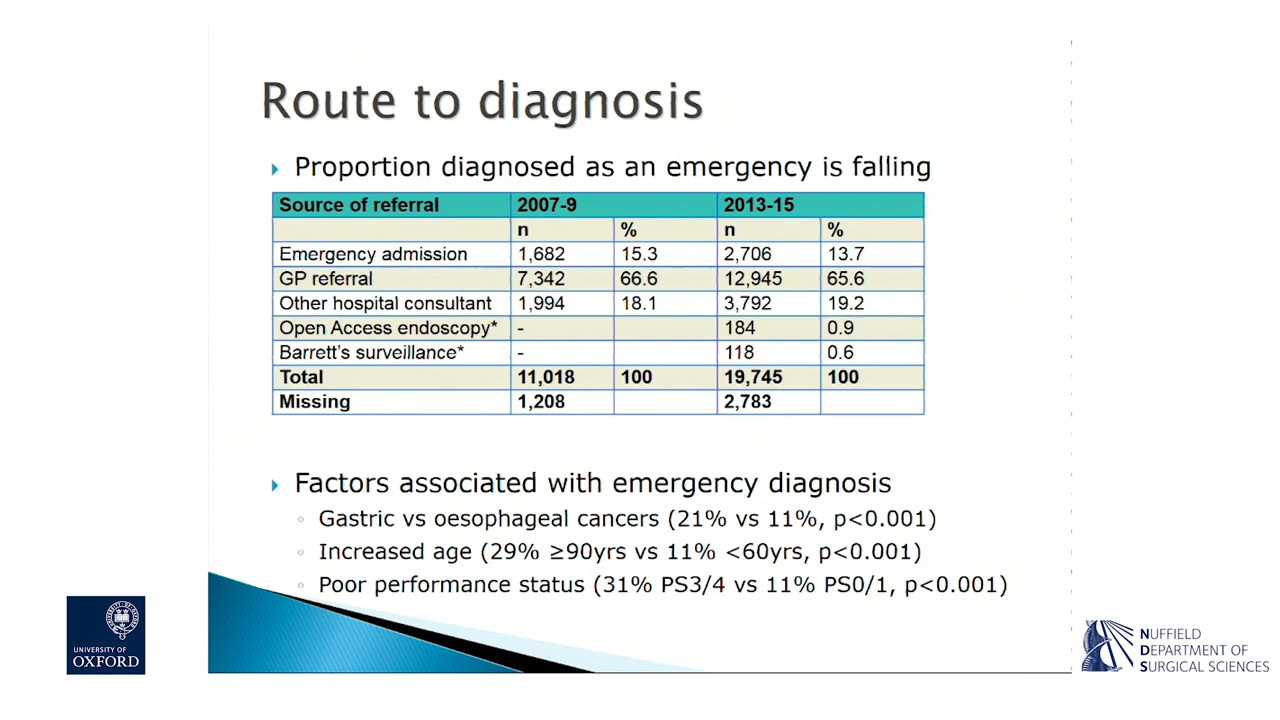 Route to diagnosis
Proportion diagnosed as an emergency is falling
Source of referral 2007-9 2013-15
n % n %
Emergency admission 1,682 15.3 2,706 13.7
GP referral 7,342 66.6 12,945 65.6
Other hospital consultant 1,994 18.1 3,792 19.2
Open Access endoscopy* - 184 0.9
Barrett's surveillance* - 118 0.6
Total 11,018 100 19,745 100
Missing 1,208 2,783
Factors associated with emergency diagnosis
Gastric vs oesophageal cancers (21% vs 11%, p<0.001)
Increased age (29% ≥90yrs vs 11% <60yrs, p<0.001)
Poor performance status (31% PS3/4 vs 11% PS0/1, p<0.001)
UNIVERSITY OF
OXFORD
NUFFIELD
DEPARTMENT OF
SURGICAL SCIENCES